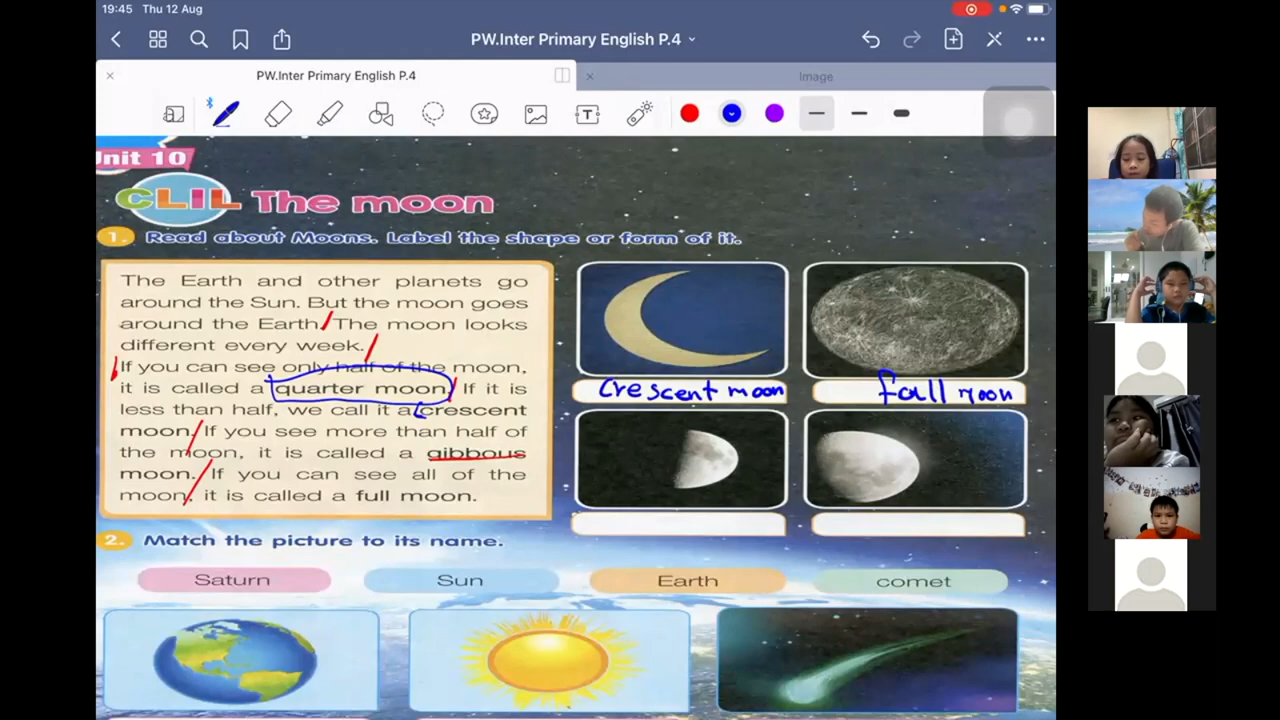 19:45 Thu 12 Aug
PW.Inter Primary English P.4
PW.Inter Primary English P.4
Image
Unit 10
CLIL The moon
1. Read about Moons. Label the shape or form of it.
The Earth and other planets go
around the Sun. But the moon goes
around the Earth. The moon looks
different every week.
If you can see only half of the moon,
it is called a quarter moon. If it is
less than half, we call it a crescent
moon. If you see more than half of
the moon, it is called a gibbous
moon. If you can see all of the
moon, it is called a full moon.
crescent moon
full moon
2. Match the picture to its name.
Saturn
Sun
Earth
comet